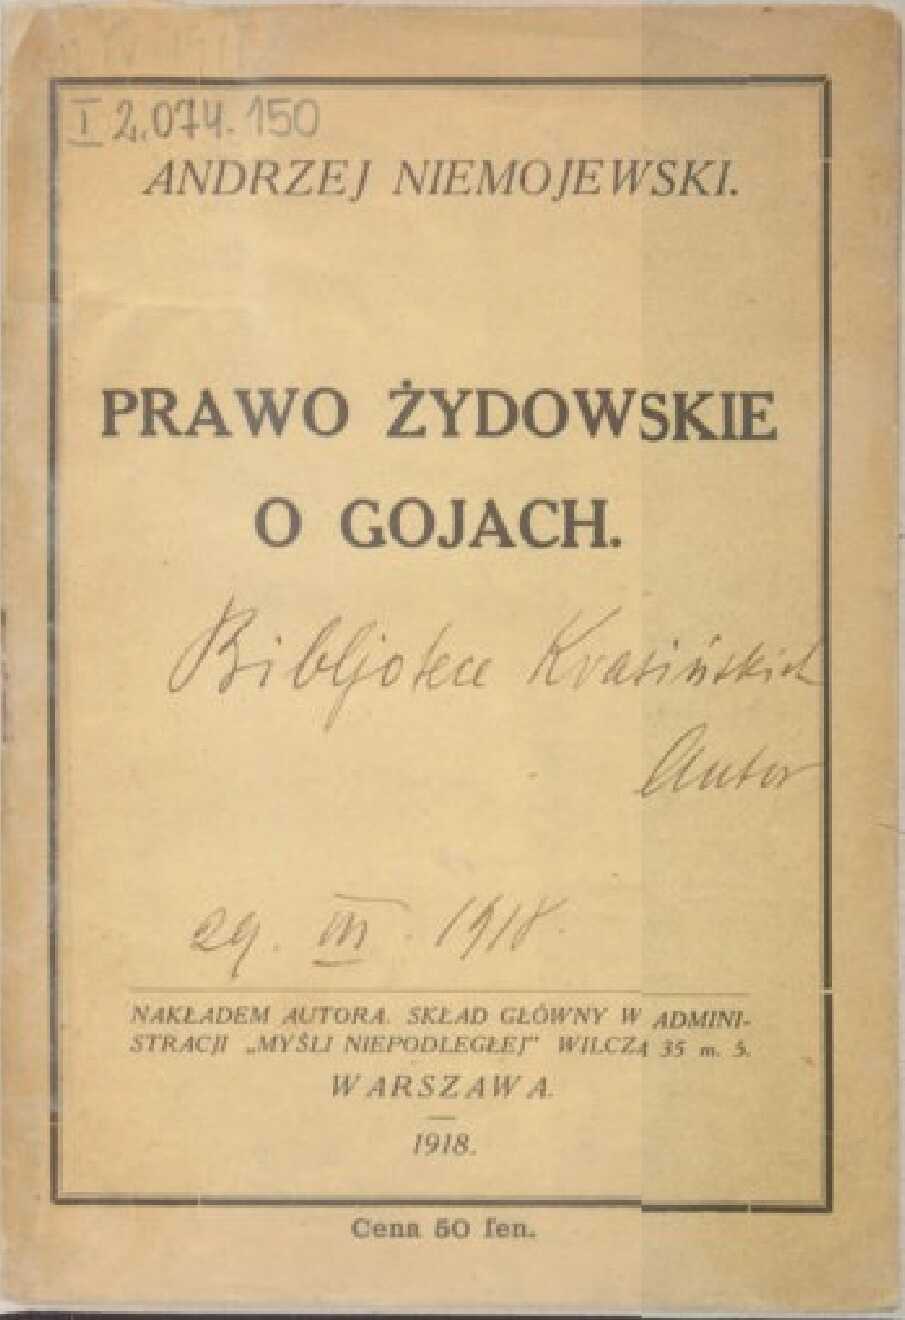 I 2.074.150
ANDRZEJ NIEMOJEWSKI.
PRAWO ŻYDOWSKIE
O GOJACH.
Bibljotece Krasińskich
Autor
29. VII. 1918.
NAKŁADEM AUTORA. SKŁAD GŁÓWNY W ADMINI-
STRACJI „MYŚLI NIEPODLEGŁEJ" WILCZA 35 m. 5.
WARSZAWA.
1918.
Cena 50 fen.